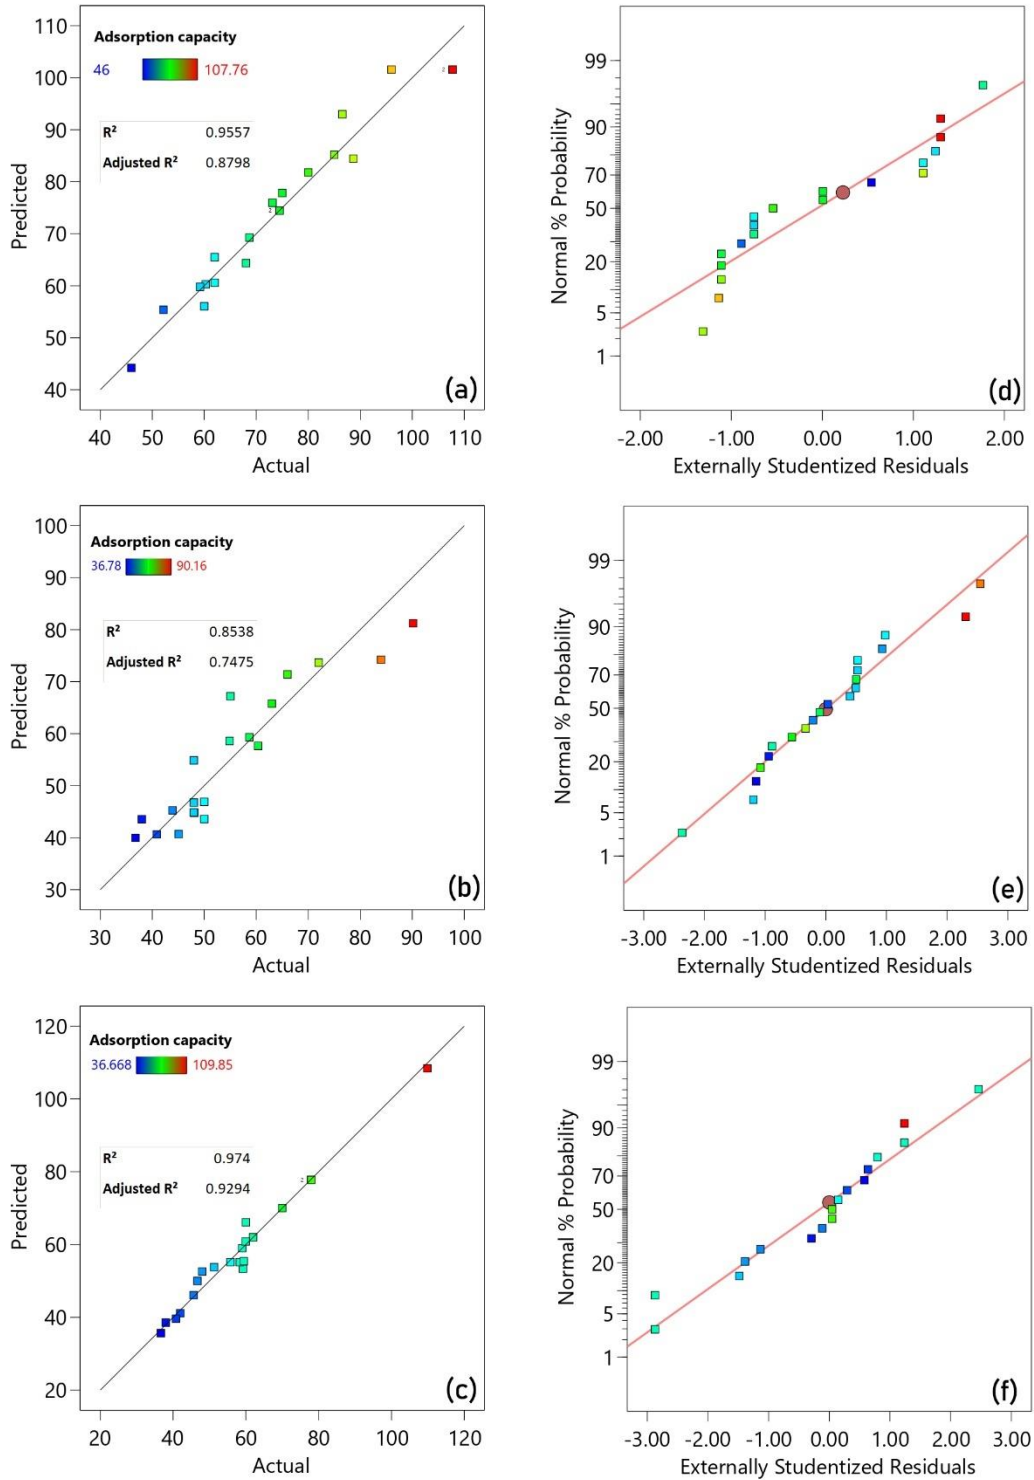 Adsorption capacity
46 107.76
R² 0.9557
Adjusted R² 0.8798
110
100
90
80
70
60
50
40
Predicted
2
2
(a)
40 50 60 70 80 90 100 110
Actual
99
90
70
50
20
5
1
Normal % Probability
(d)
-2.00 -1.00 0.00 1.00 2.00
Externally Studentized Residuals
Adsorption capacity
36.78 90.16
R² 0.8538
Adjusted R² 0.7475
100
90
80
70
60
50
40
30
Predicted
(b)
30 40 50 60 70 80 90 100
Actual
99
90
70
50
20
5
1
Normal % Probability
(e)
-3.00 -2.00 -1.00 0.00 1.00 2.00 3.00
Externally Studentized Residuals
Adsorption capacity
36.668 109.85
R² 0.974
Adjusted R² 0.9294
120
100
80
60
40
20
Predicted
2
(c)
20 40 60 80 100 120
Actual
99
90
70
50
20
5
1
Normal % Probability
(f)
-3.00 -2.00 -1.00 0.00 1.00 2.00 3.00
Externally Studentized Residuals